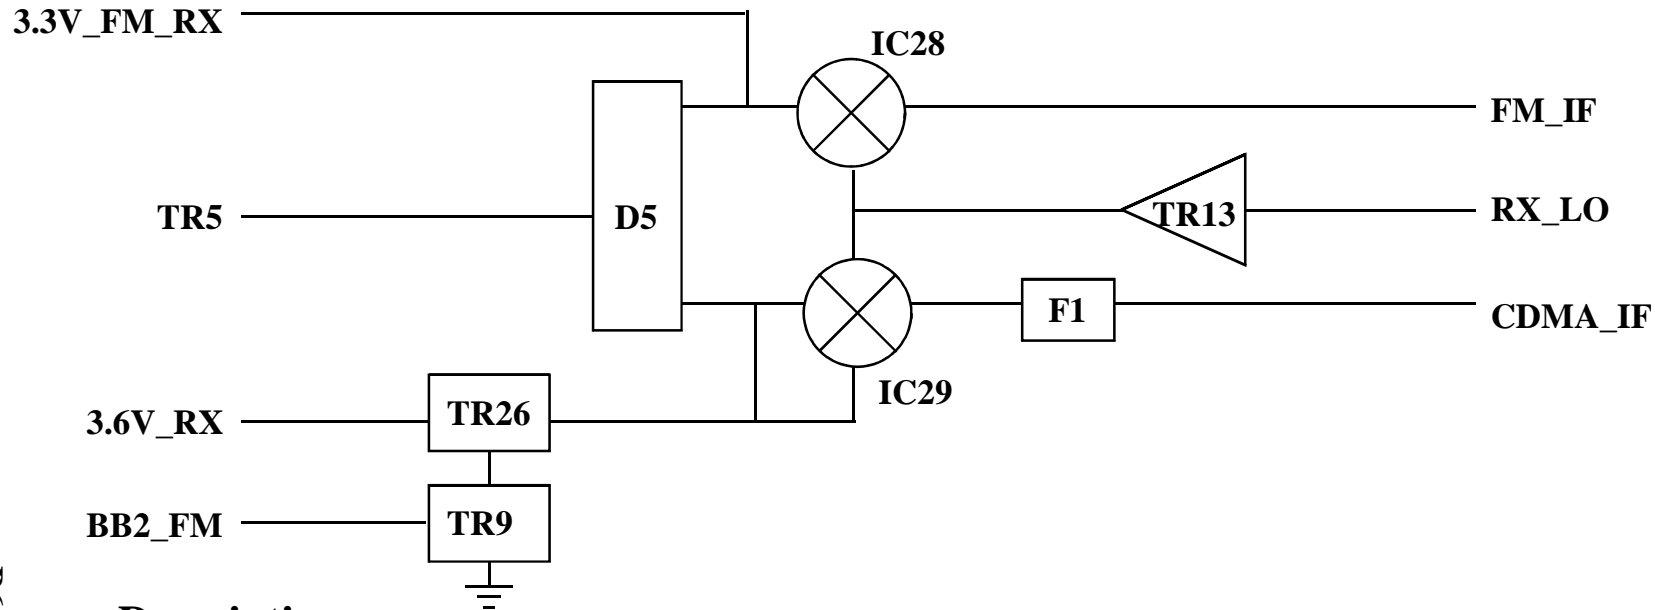 3.3V_FM_RX
IC28
FM_IF
TR5
D5
TR13
RX_LO
F1
CDMA_IF
IC29
3.6V_RX
TR26
BB2_FM
TR9